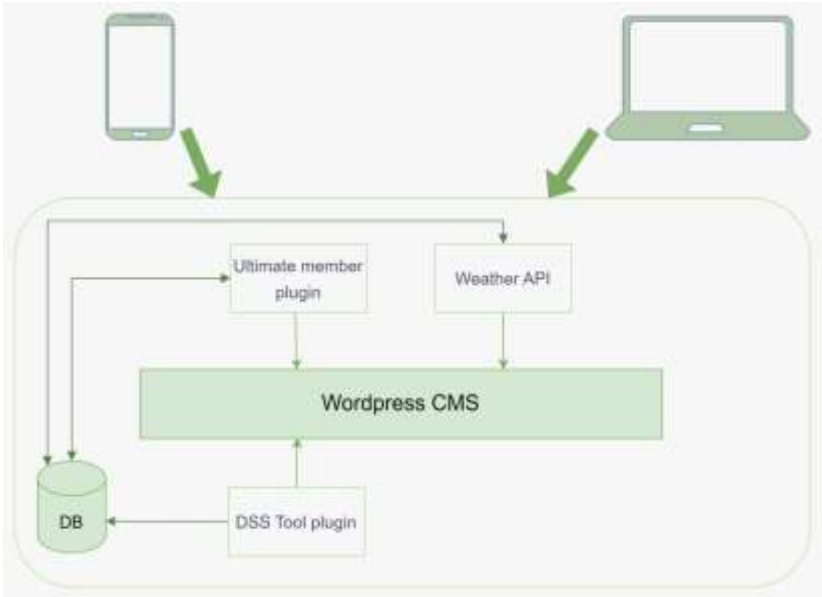 Ultimate member
plugin
Weather API
Wordpress CMS
DB
DSS Tool plugin